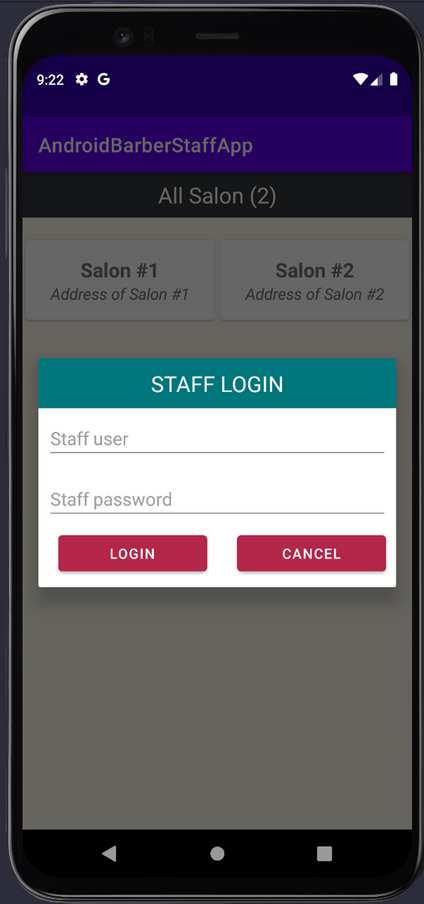 9:22 G
AndroidBarberStaffApp
All Salon (2)
Salon #1
Address of Salon #1
Salon #2
Address of Salon #2
STAFF LOGIN
Staff user
Staff password
LOGIN
CANCEL